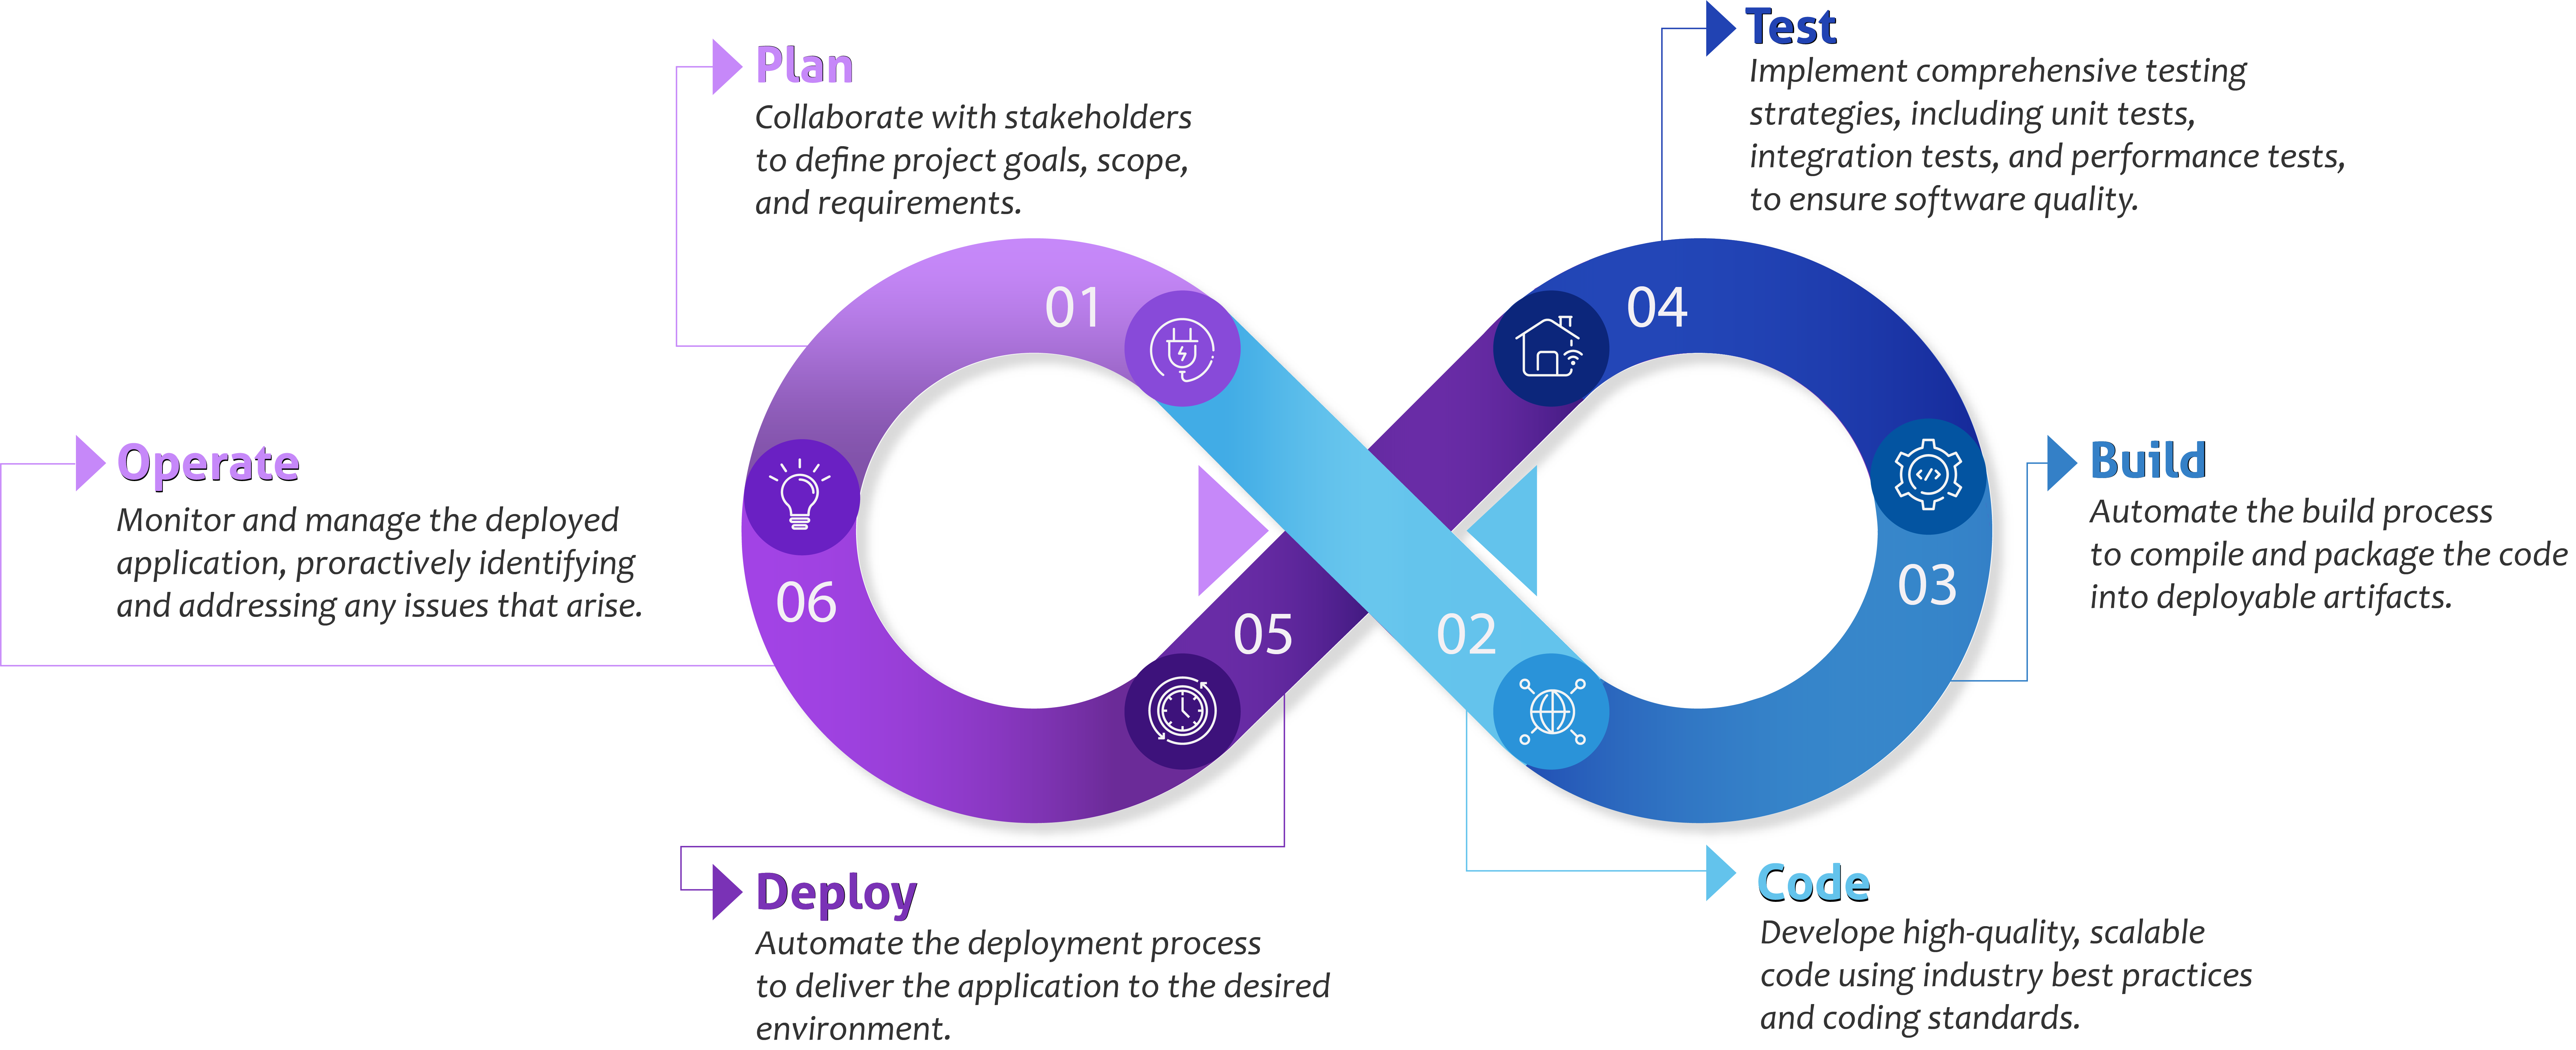 Plan
Collaborate with stakeholders
to define project goals, scope,
and requirements.
Test
Implement comprehensive testing
strategies, including unit tests,
integration tests, and performance tests,
to ensure software quality.
01
04
Operate
Monitor and manage the deployed
application, proractively identifying
and addressing any issues that arise.
Build
Automate the build process
to compile and package the code
into deployable artifacts.
</>
06
05
02
03
Deploy
Automate the deployment process
to deliver the application to the desired
environment.
Code
Develope high-quality, scalable
code using industry best practices
and coding standards.